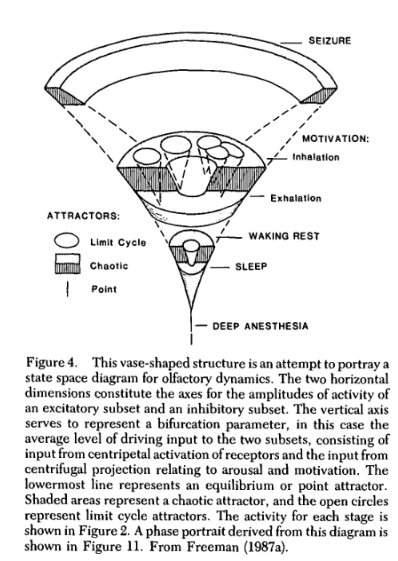 SEIZURE
MOTIVATION:
Inhalation
Exhalation
ATTRACTORS:
Limit Cycle
Chaotic
Point
WAKING REST
SLEEP
DEEP ANESTHESIA
Figure 4. This vase-shaped structure is an attempt to portray a
state space diagram for olfactory dynamics. The two horizontal
dimensions constitute the axes for the amplitudes of activity of
an excitatory subset and an inhibitory subset. The vertical axis
serves to represent a bifurcation parameter, in this case the
average level of driving input to the two subsets, consisting of
input from centripetal activation of receptors and the input from
centrifugal projection relating to arousal and motivation. The
lowermost line represents an equilibrium or point attractor.
Shaded areas represent a chaotic attractor, and the open circles
represent limit cycle attractors. The activity for each stage is
shown in Figure 2. A phase portrait derived from this diagram is
shown in Figure 11. From Freeman (1987a).